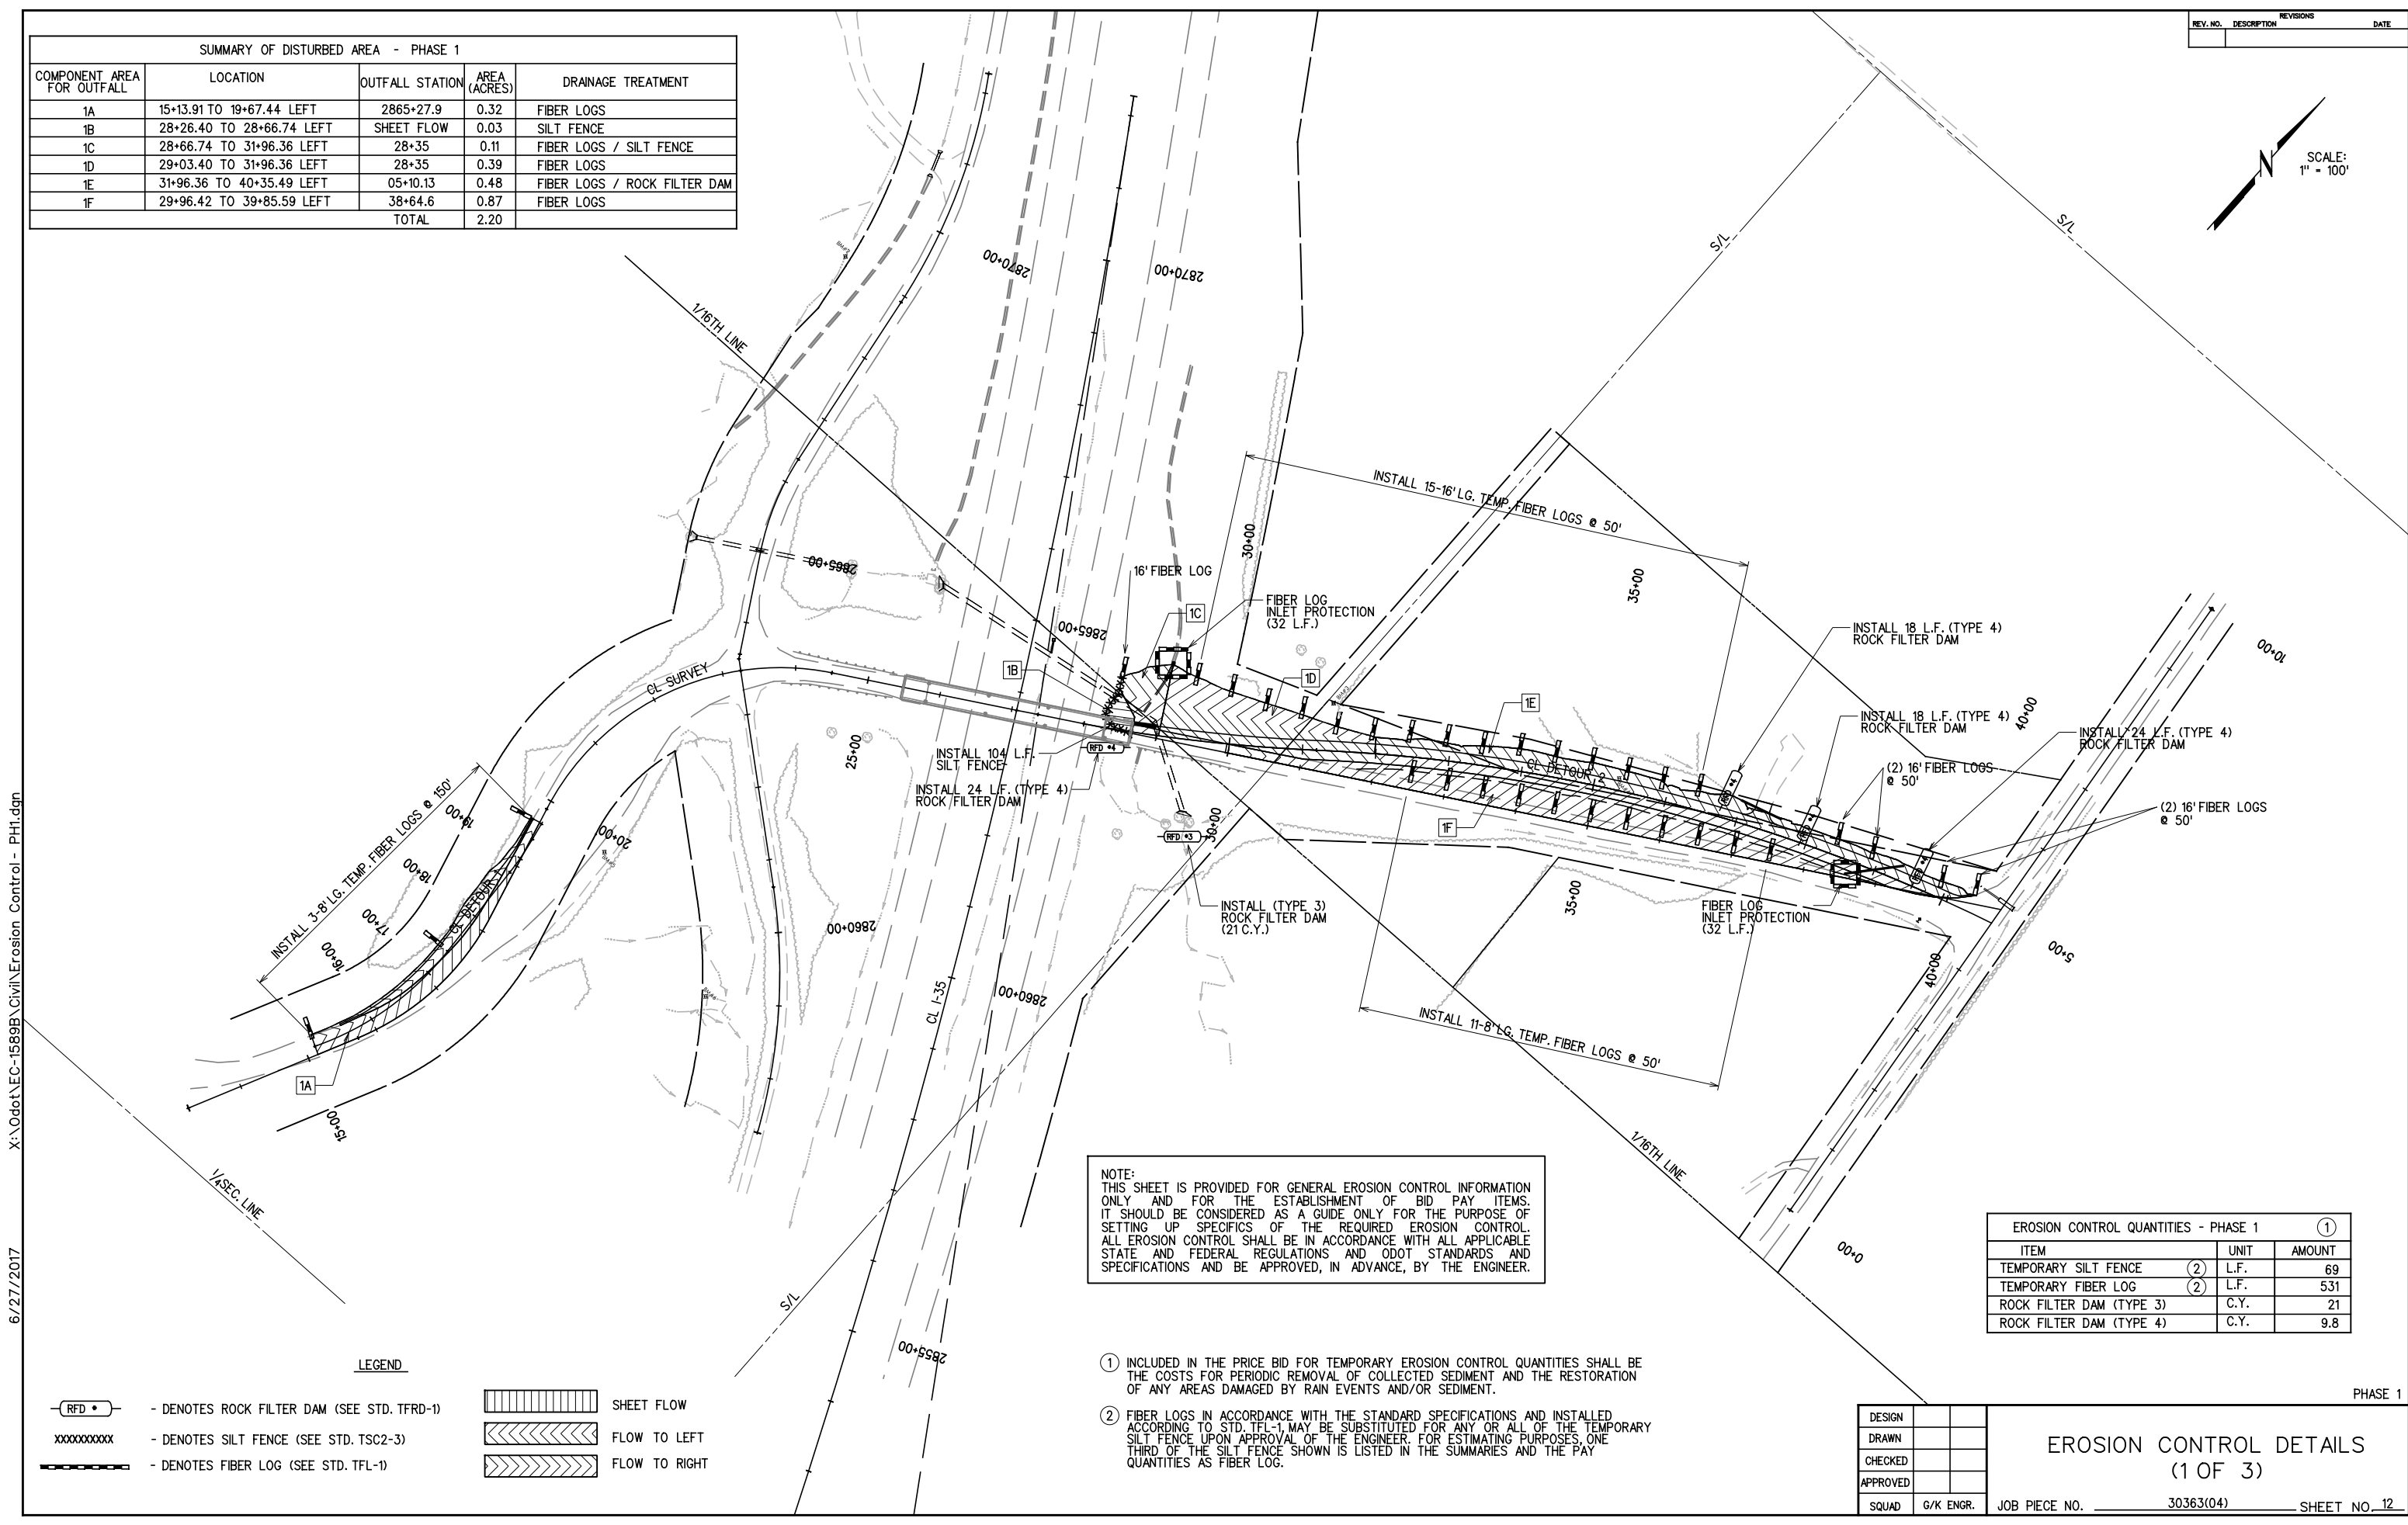 REVISIONS
REV. NO. DESCRIPTION DATE
SUMMARY OF DISTURBED AREA - PHASE 1
COMPONENT AREA FOR OUTFALL LOCATION OUTFALL STATION AREA (ACRES) DRAINAGE TREATMENT
1A 15+13.91 TO 19+67.44 LEFT 2865+27.9 0.32 FIBER LOGS
1B 28+26.40 TO 28+66.74 LEFT SHEET FLOW 0.03 SILT FENCE
1C 28+66.74 TO 31+96.36 LEFT 28+35 0.11 FIBER LOGS / SILT FENCE
1D 29+03.40 TO 31+96.36 LEFT 28+35 0.39 FIBER LOGS
1E 31+96.36 TO 40+35.49 LEFT 05+10.13 0.48 FIBER LOGS / ROCK FILTER DAM
1F 29+96.42 TO 39+85.59 LEFT 38+64.6 0.87 FIBER LOGS
TOTAL 2.20
N
SCALE:
1" = 100'
S/L
S/L
2870+00
2870+00
1/16TH LINE
INSTALL 15-16' LG. TEMP. FIBER LOGS @ 50'
30+00
35+00
2865+00
16' FIBER LOG
FIBER LOG
INLET PROTECTION
(32 L.F.)
1C
2865+00
INSTALL 18 L.F. (TYPE 4)
ROCK FILTER DAM
10+00
1B
CL SURVEY
1D
1E
INSTALL 18 L.F. (TYPE 4)
ROCK FILTER DAM
40+00
INSTALL 24 L.F. (TYPE 4)
ROCK FILTER DAM
25+00
INSTALL 104 L.F.
SILT FENCE
RFD #4
CL DETOUR 2
(2) 16' FIBER LOGS
@ 50'
INSTALL 24 L.F. (TYPE 4)
ROCK FILTER DAM
RFD #4
RFD #4
RFD #4
(2) 16' FIBER LOGS
@ 50'
INSTALL 3-8' LG. TEMP. FIBER LOGS @ 150'
19+00
20+00
18+00
17+00
16+00
CL DETOUR 1
RFD #3
30+00
1F
35+00
INSTALL (TYPE 3)
ROCK FILTER DAM
(21 C.Y.)
FIBER LOG
INLET PROTECTION
(32 L.F.)
2860+00
2860+00
CL I-35
5+00
40+00
INSTALL 11-8' LG. TEMP. FIBER LOGS @ 50'
1A
15+00
1/4 SEC. LINE
1/16TH LINE
0+00
S/L
2855+00
NOTE:
THIS SHEET IS PROVIDED FOR GENERAL EROSION CONTROL INFORMATION
ONLY AND FOR THE ESTABLISHMENT OF BID PAY ITEMS.
IT SHOULD BE CONSIDERED AS A GUIDE ONLY FOR THE PURPOSE OF
SETTING UP SPECIFICS OF THE REQUIRED EROSION CONTROL.
ALL EROSION CONTROL SHALL BE IN ACCORDANCE WITH ALL APPLICABLE
STATE AND FEDERAL REGULATIONS AND ODOT STANDARDS AND
SPECIFICATIONS AND BE APPROVED, IN ADVANCE, BY THE ENGINEER.
EROSION CONTROL QUANTITIES - PHASE 1 1
ITEM UNIT AMOUNT
TEMPORARY SILT FENCE 2 L.F. 69
TEMPORARY FIBER LOG 2 L.F. 531
ROCK FILTER DAM (TYPE 3) C.Y. 21
ROCK FILTER DAM (TYPE 4) C.Y. 9.8
1 INCLUDED IN THE PRICE BID FOR TEMPORARY EROSION CONTROL QUANTITIES SHALL BE
THE COSTS FOR PERIODIC REMOVAL OF COLLECTED SEDIMENT AND THE RESTORATION
OF ANY AREAS DAMAGED BY RAIN EVENTS AND/OR SEDIMENT.
2 FIBER LOGS IN ACCORDANCE WITH THE STANDARD SPECIFICATIONS AND INSTALLED
ACCORDING TO STD. TFL-1, MAY BE SUBSTITUTED FOR ANY OR ALL OF THE TEMPORARY
SILT FENCE UPON APPROVAL OF THE ENGINEER. FOR ESTIMATING PURPOSES, ONE
THIRD OF THE SILT FENCE SHOWN IS LISTED IN THE SUMMARIES AND THE PAY
QUANTITIES AS FIBER LOG.
LEGEND
RFD * - DENOTES ROCK FILTER DAM (SEE STD. TFRD-1)
XXXXXXXXXX - DENOTES SILT FENCE (SEE STD. TSC2-3)
- DENOTES FIBER LOG (SEE STD. TFL-1)
SHEET FLOW
FLOW TO LEFT
FLOW TO RIGHT
PHASE 1
DESIGN
DRAWN
CHECKED
APPROVED
SQUAD G/K ENGR.
EROSION CONTROL DETAILS
(1 OF 3)
JOB PIECE NO. 30363(04) SHEET NO. 12
6/27/2017 X:\Odot\EC-1589B\Civil\Erosion Control - PH1.dgn